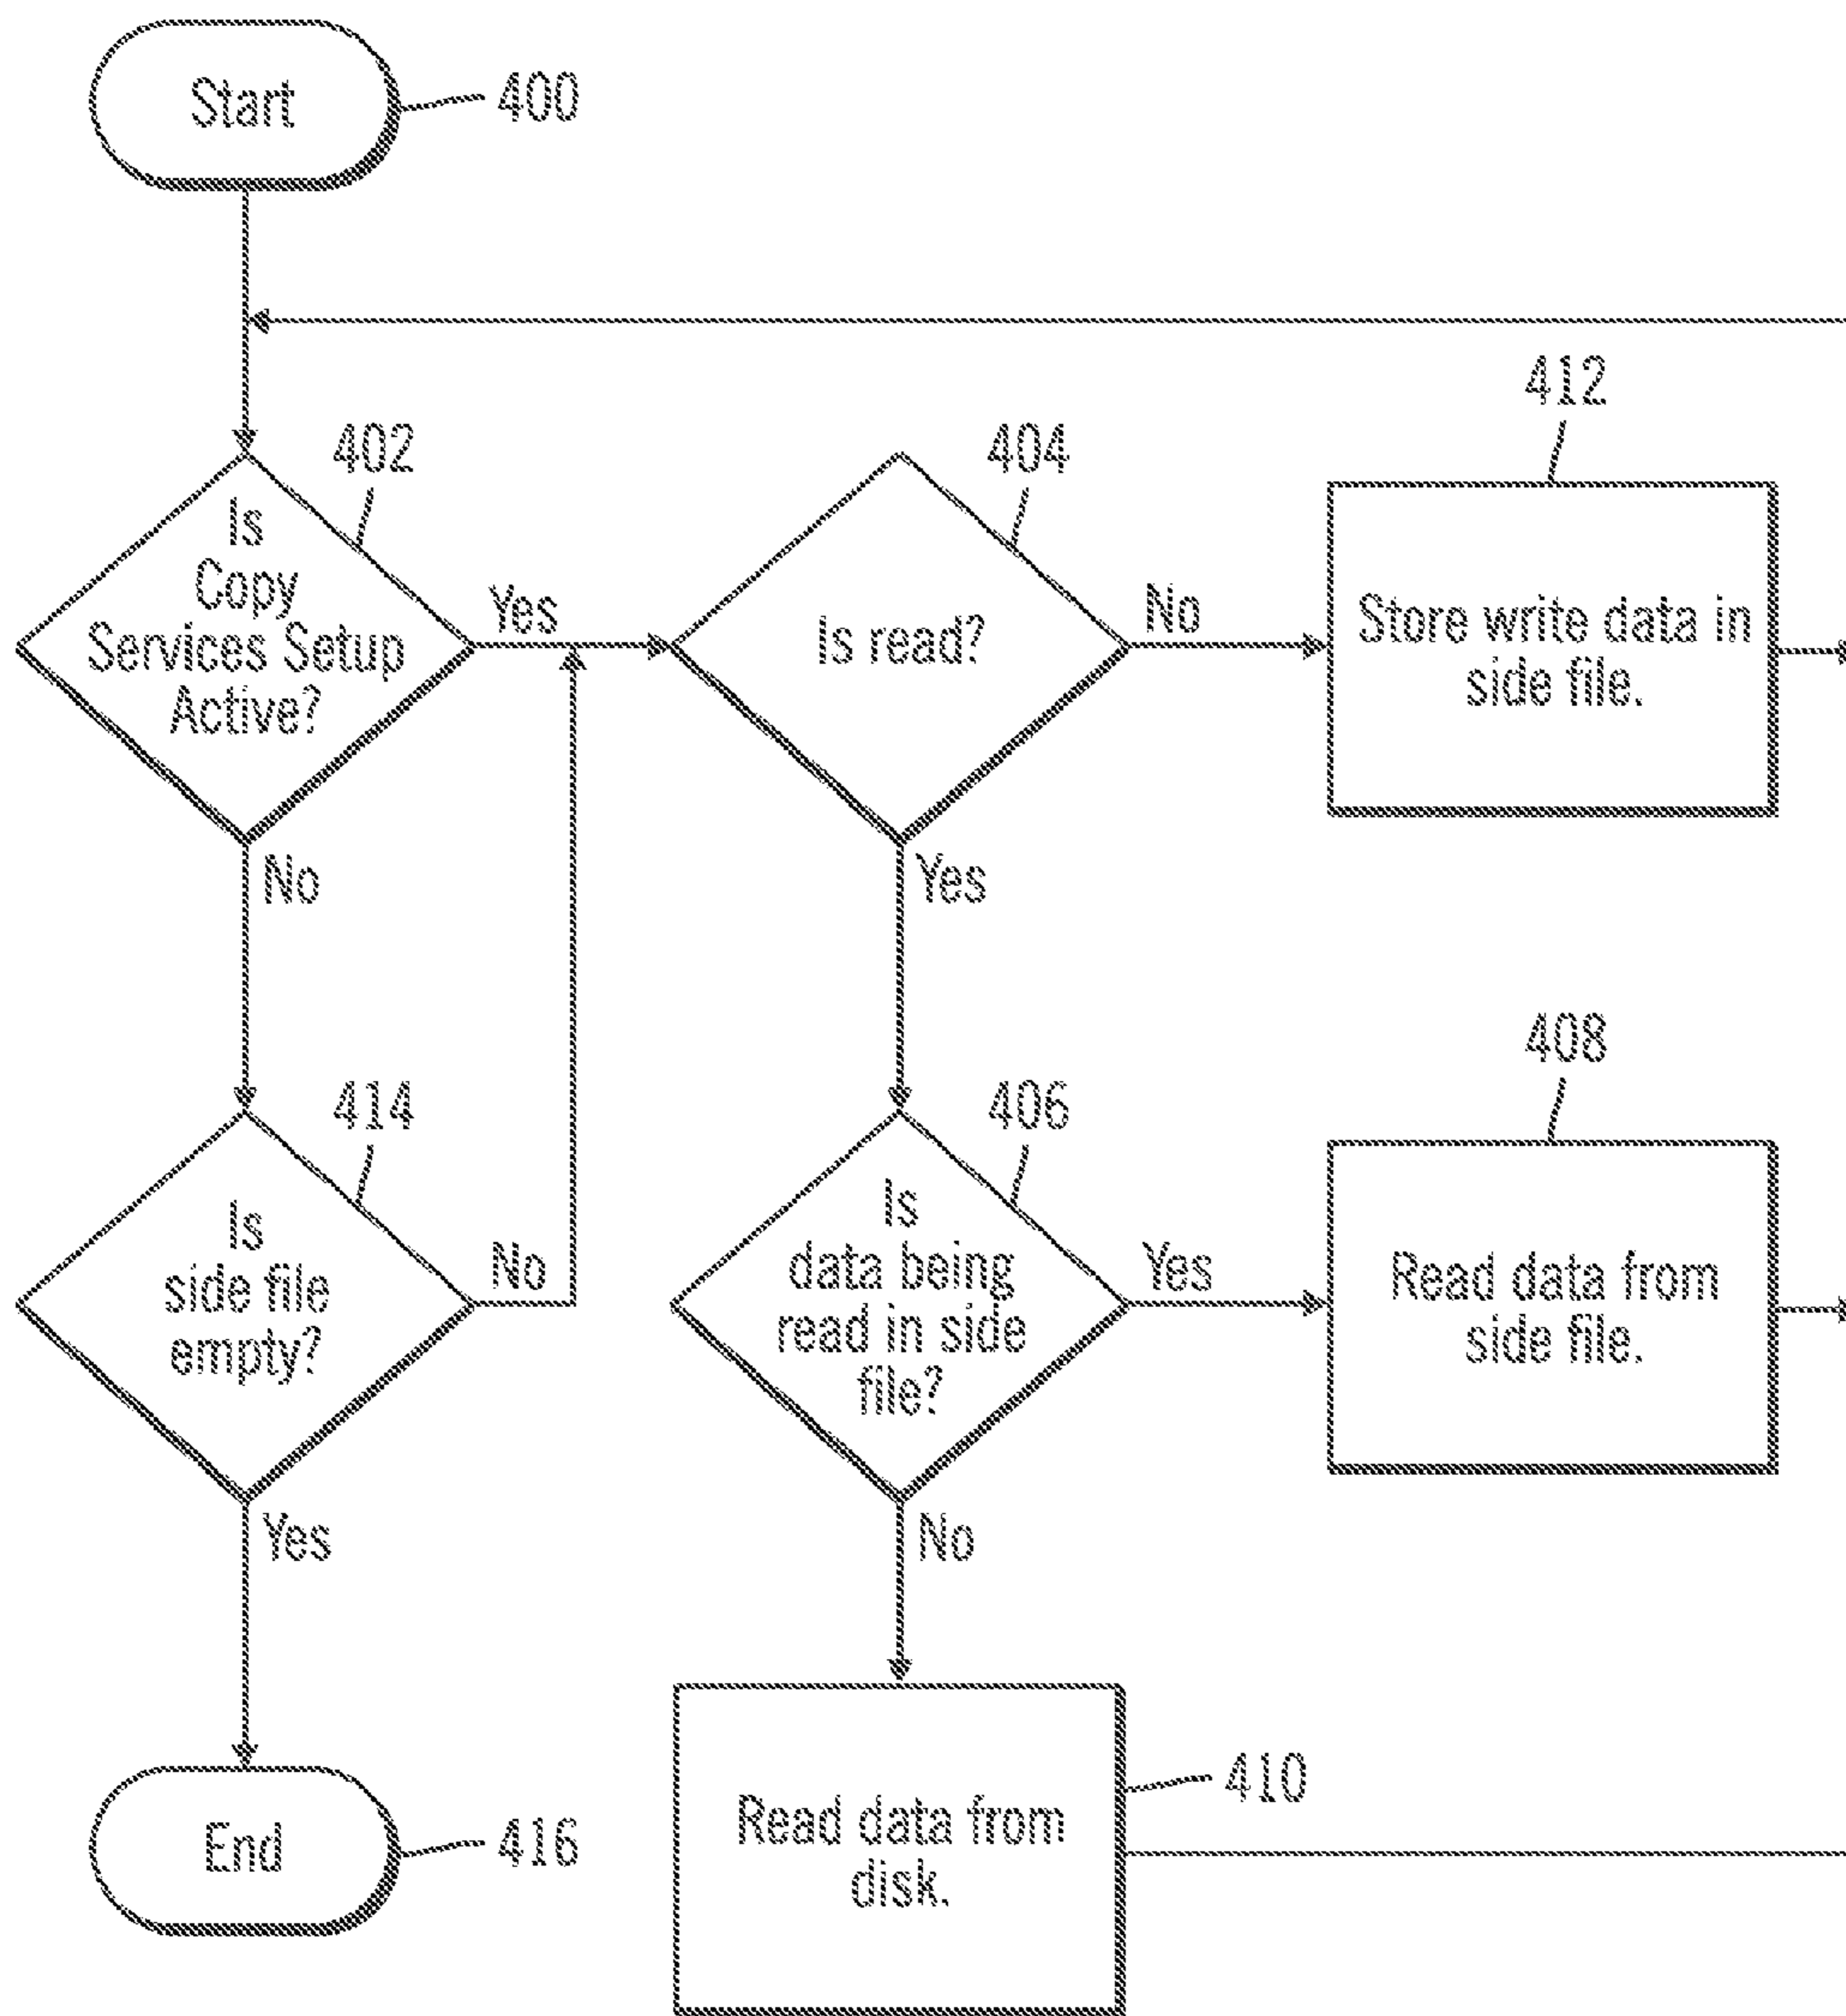 Start
400
402
Is
Copy
Services Setup
Active?
Yes
No
404
Is read?
No
Yes
412
Store write data in
side file.
414
Is
side file
empty?
No
Yes
406
Is
data being
read in side
file?
Yes
No
408
Read data from
side file.
End
416
Read data from
disk.
410